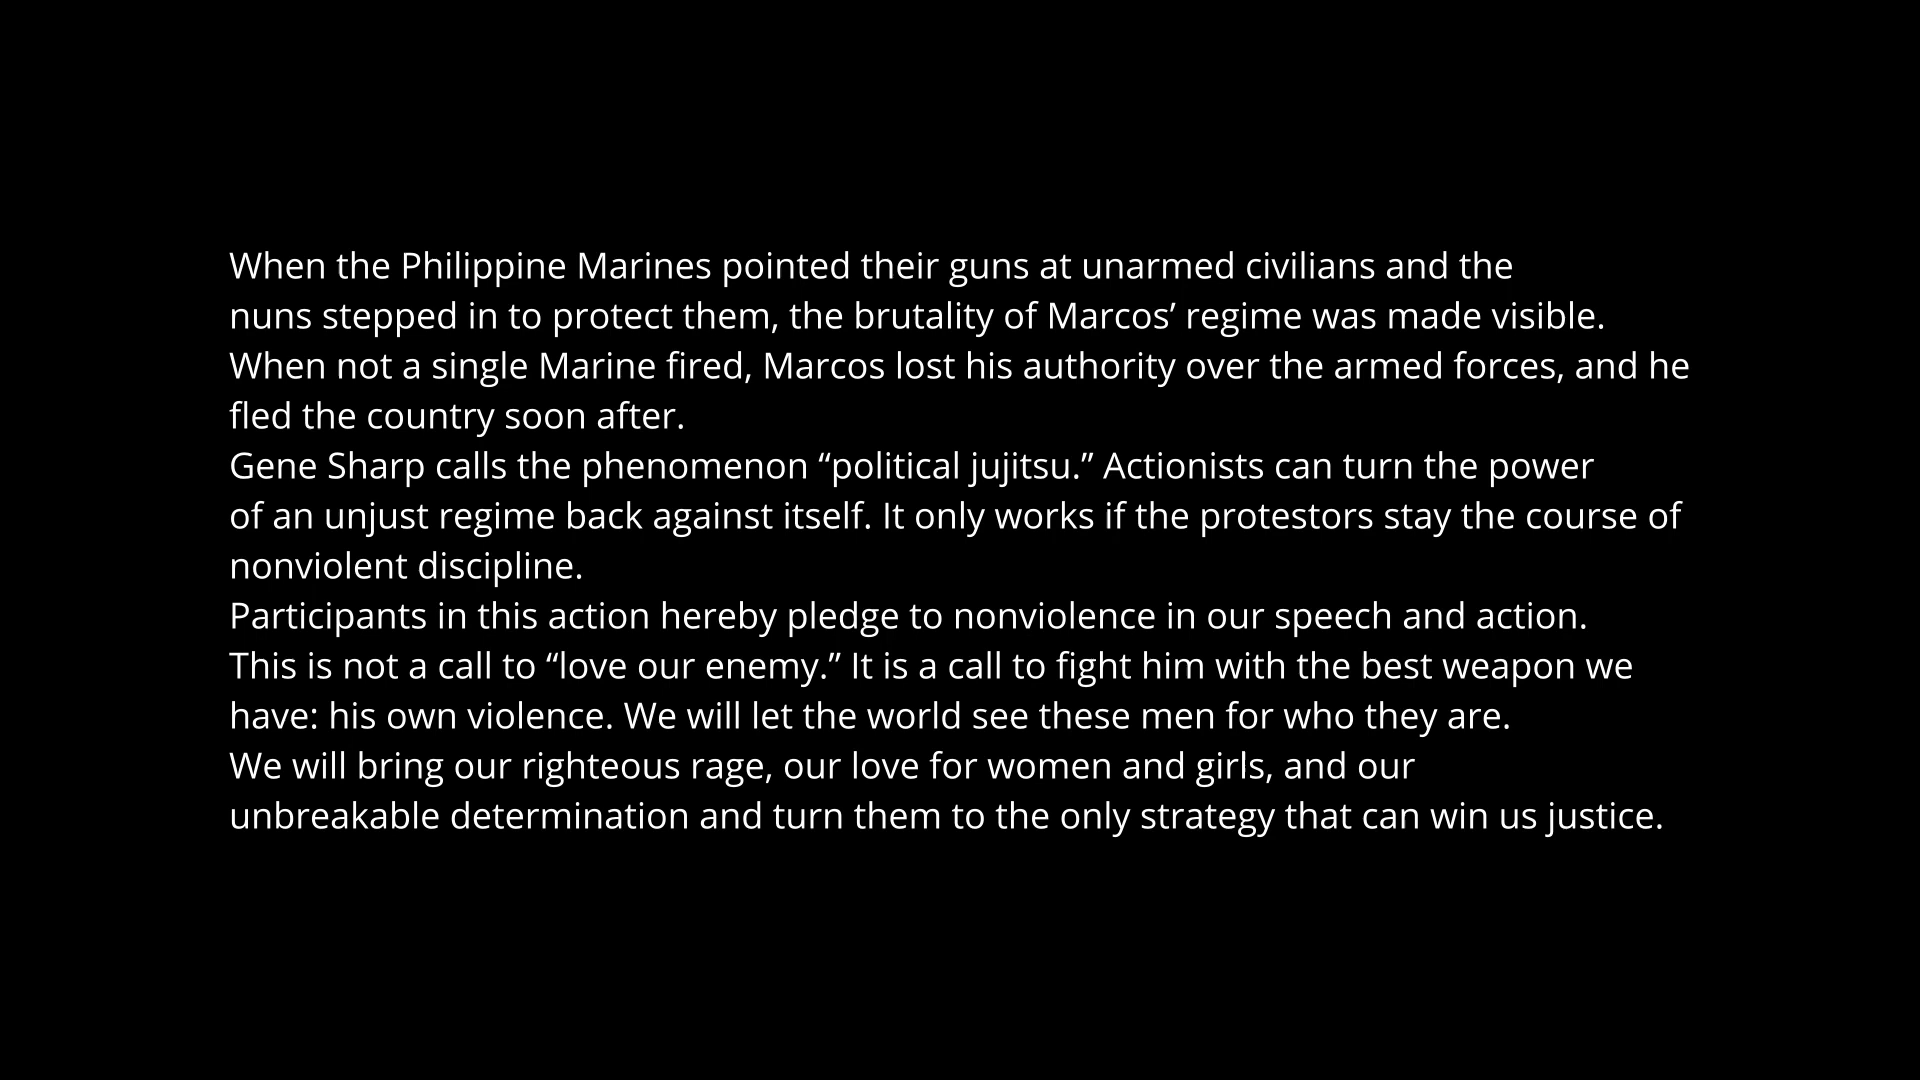 When the Philippine Marines pointed their guns at unarmed civilians and the
nuns stepped in to protect them, the brutality of Marcos’ regime was made visible.
When not a single Marine fired, Marcos lost his authority over the armed forces, and he
fled the country soon after.
Gene Sharp calls the phenomenon “political jujitsu.” Actionists can turn the power
of an unjust regime back against itself. It only works if the protestors stay the course of
nonviolent discipline.
Participants in this action hereby pledge to nonviolence in our speech and action.
This is not a call to “love our enemy.” It is a call to fight him with the best weapon we
have: his own violence. We will let the world see these men for who they are.
We will bring our righteous rage, our love for women and girls, and our
unbreakable determination and turn them to the only strategy that can win us justice.